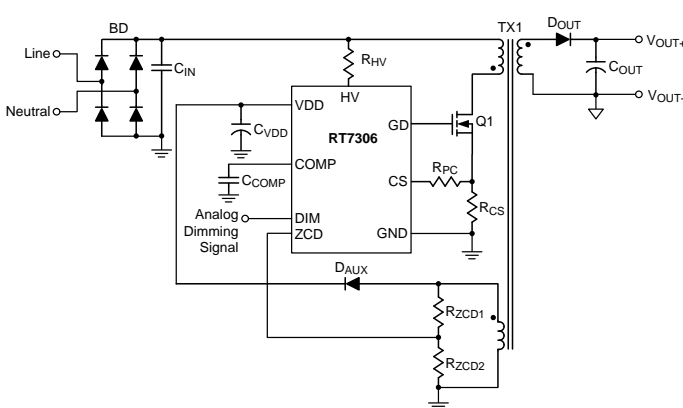 BD
TX1
DOUT
Line
CIN
RHV
VOUT+
COUT
Neutral
HV
VOUT-
VDD
CVDD
RT7306
GD
Q1
COMP
RPC
CCOMP
CS
RCS
Analog
Dimming
Signal
DIM
ZCD
GND
DAUX
RZCD1
RZCD2